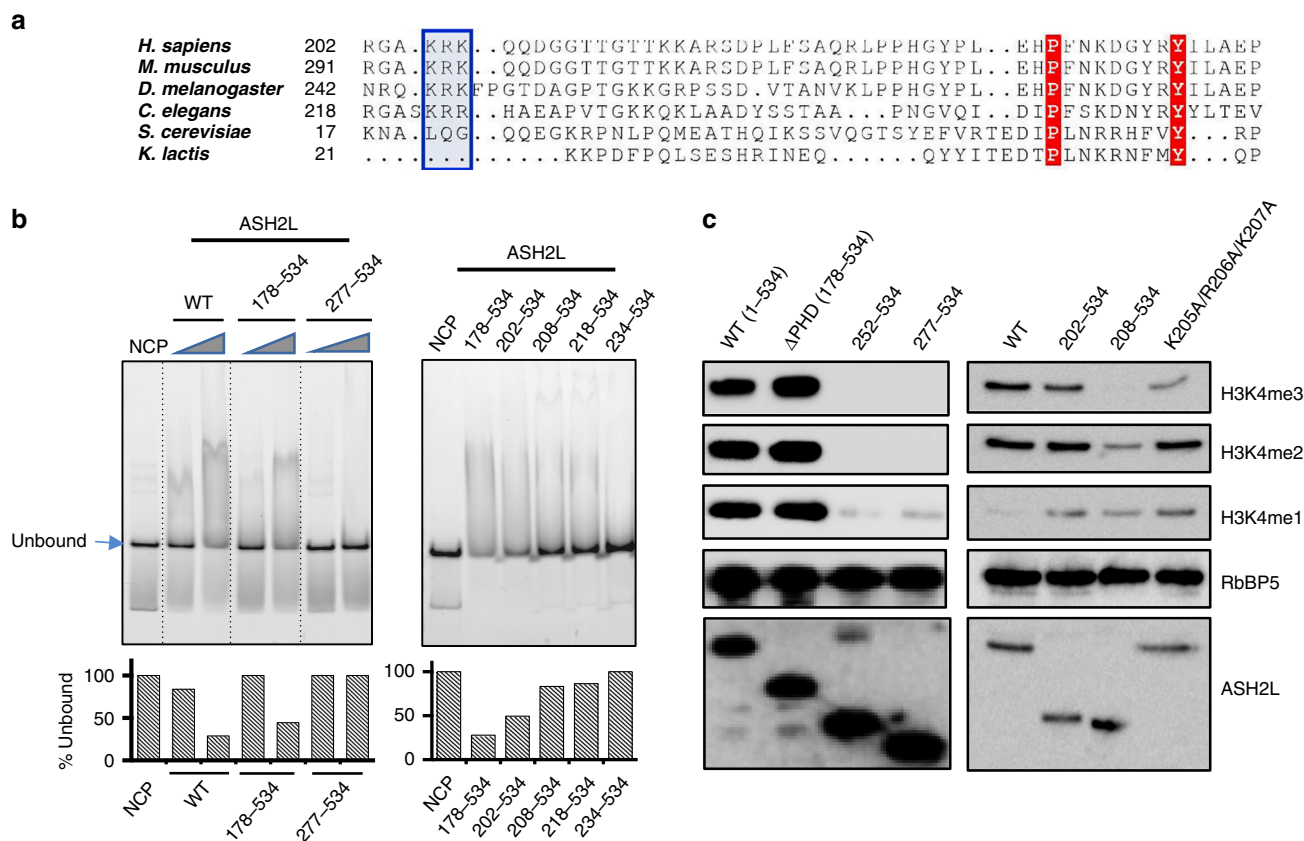 a
H. sapiens 202 RGA.KRK..QQDGGTTGTTKKARSDPLFSAQRLPPHGYPL..EHPFNKDGYRYILAEP
M. musculus 291 RGA.KRK..QQDGGTTGTTKKARSDPLFSAQRLPPHGYPL..EHPFNKDGYRYILAEP
D. melanogaster 242 NRQ.KRKFPGTDAGPTGKKGRPSSD.VTANVKLPPHGYPL..EHPFNKDGYRYILAEP
C. elegans 218 RGASKRR..HAEAPVTGKKQLAADYSSTAA...PNGVQI..DIPFSKDNYRYYLTEV
S. cerevisiae 17 KNA.LQG..QQEGKRPNLPQMEATHQIKSSVQGTSYEFVRTEDIPLNRRHFVY...RP
K. lactis 21 .............KKPDFPQLSESHRINEQ......QYYITEDTPLNKRNFMY...QP
b
ASH2L
WT
178–534
277–534
NCP
Unbound
ASH2L
NCP
178–534
202–534
208–534
218–534
234–534
% Unbound
100
50
0
NCP
WT
178–534
277–534
100
50
0
NCP
178–534
202–534
208–534
218–534
234–534
c
WT (1–534)
ΔPHD (178–534)
252–534
277–534
WT
202–534
208–534
K205A/R206A/K207A
H3K4me3
H3K4me2
H3K4me1
RbBP5
ASH2L